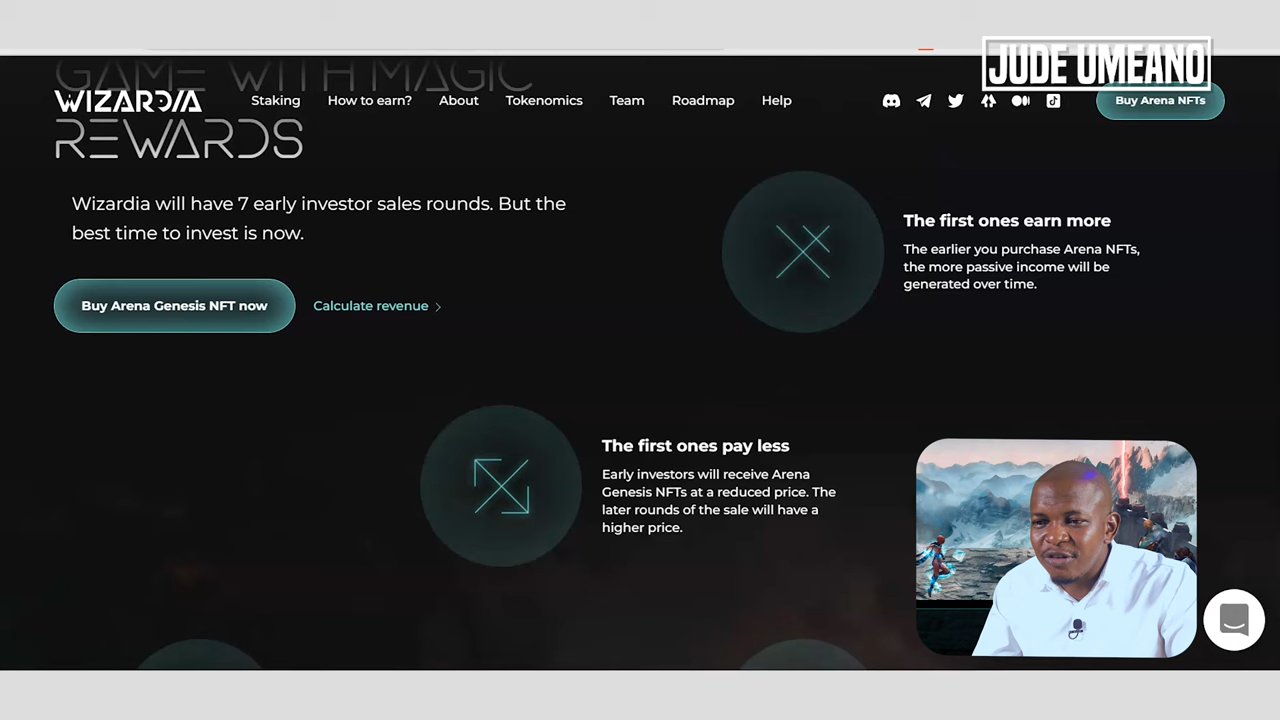 JUDE UMEANO
GAME WITH MAGIC
WIZARDIA
Staking
How to earn?
About
Tokenomics
Team
Roadmap
Help
Buy Arena NFTs
REWARDS
Wizardia will have 7 early investor sales rounds. But the
best time to invest is now.
Buy Arena Genesis NFT now
Calculate revenue
The first ones earn more
The earlier you purchase Arena NFTs,
the more passive income will be
generated over time.
The first ones pay less
Early investors will receive Arena
Genesis NFTs at a reduced price. The
later rounds of the sale will have a
higher price.